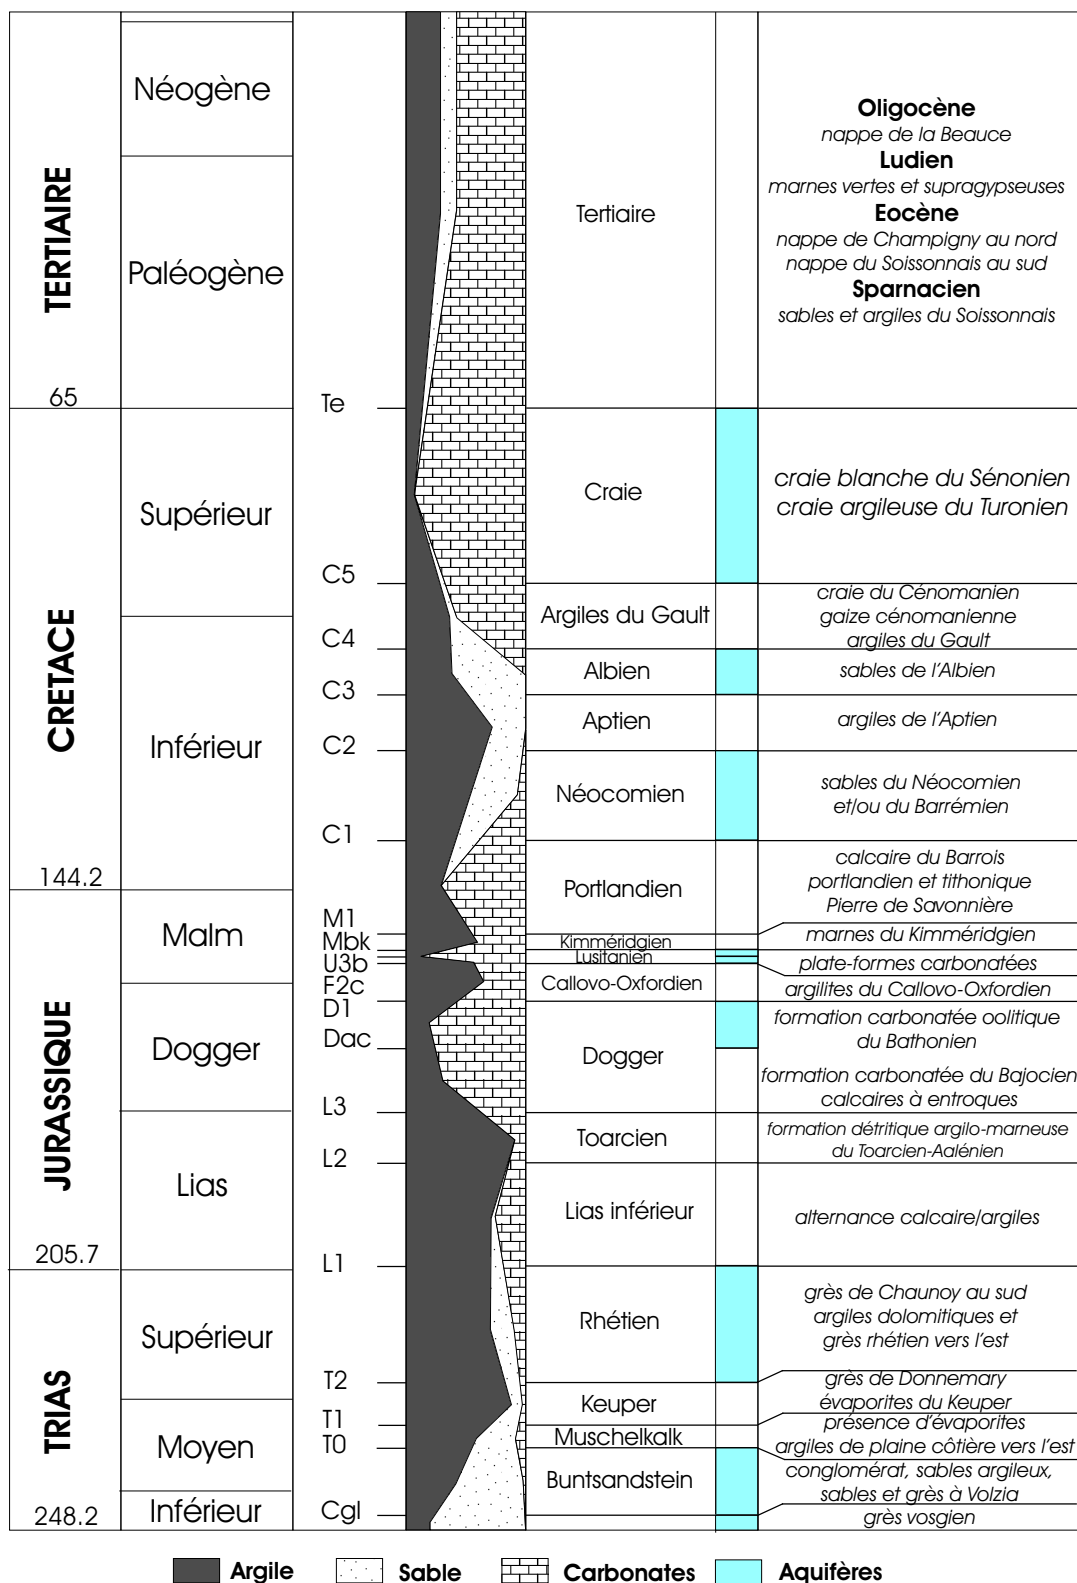 TERTIAIRE
65
CRETACE
144.2
JURASSIQUE
205.7
TRIAS
248.2
Néogène
Paléogène
Supérieur
Inférieur
Malm
Dogger
Lias
Supérieur
Moyen
Inférieur
Te
C5
C4
C3
C2
C1
M1
Mbk
U3b
F2c
D1
Dac
L3
L2
L1
T2
T1
T0
Cgl
Tertiaire
Craie
Argiles du Gault
Albien
Aptien
Néocomien
Portlandien
Kimméridgien
Lusitanien
Callovo-Oxfordien
Dogger
Toarcien
Lias inférieur
Rhétien
Keuper
Muschelkalk
Buntsandstein
Oligocène
nappe de la Beauce
Ludien
marnes vertes et supragypseuses
Eocène
nappe de Champigny au nord
nappe du Soissonnais au sud
Sparnacien
sables et argiles du Soissonnais
craie blanche du Sénonien
craie argileuse du Turonien
craie du Cénomanien
gaize cénomanienne
argiles du Gault
sables de l'Albien
argiles de l'Aptien
sables du Néocomien
et/ou du Barrémien
calcaire du Barrois
portlandien et tithonique
Pierre de Savonnière
marnes du Kimméridgien
plate-formes carbonatées
argilites du Callovo-Oxfordien
formation carbonatée oolitique
du Bathonien
formation carbonatée du Bajocien
calcaires à entroques
formation détritique argilo-marneuse
du Toarcien-Aalénien
alternance calcaire/argiles
grès de Chaunoy au sud
argiles dolomitiques et
grès rhétien vers l'est
grès de Donnemary
évaporites du Keuper
présence d'évaporites
argiles de plaine côtière vers l'est
conglomérat, sables argileux,
sables et grès à Volzia
grès vosgien
Argile
Sable
Carbonates
Aquifères